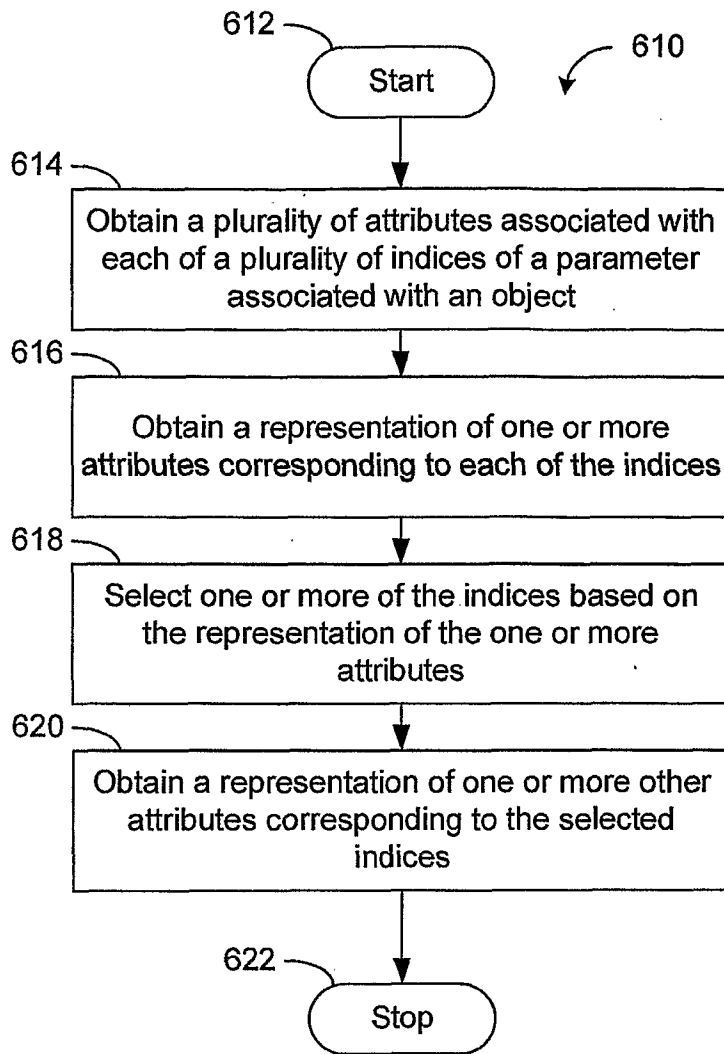 612
610
Start
614
Obtain a plurality of attributes associated with
each of a plurality of indices of a parameter
associated with an object
616
Obtain a representation of one or more
attributes corresponding to each of the indices
618
Select one or more of the indices based on
the representation of the one or more
attributes
620
Obtain a representation of one or more other
attributes corresponding to the selected
indices
622
Stop